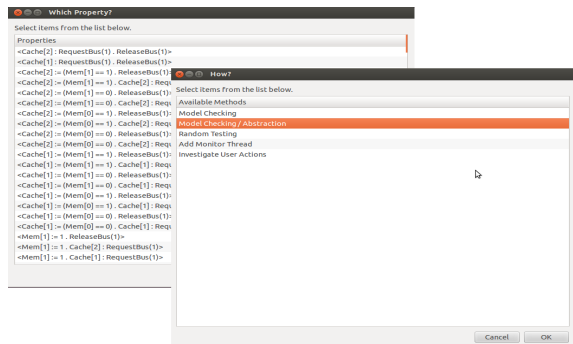 Which Property?
Select items from the list below.
Properties
<Cache[2] : RequestBus(1) . ReleaseBus(1)>
<Cache[1] : RequestBus(1) . ReleaseBus(1)>
<Cache[2] := (Mem[1] == 1) . ReleaseBus(1)>
<Cache[2] := (Mem[1] == 1) . Cache[2] : Requ
<Cache[2] := (Mem[1] == 0) . ReleaseBus(1)>
<Cache[2] := (Mem[1] == 0) . Cache[2] : Requ
<Cache[2] := (Mem[0] == 1) . ReleaseBus(1)>
<Cache[2] := (Mem[0] == 1) . Cache[2] : Requ
<Cache[2] := (Mem[0] == 0) . ReleaseBus(1)>
<Cache[2] := (Mem[0] == 0) . Cache[2] : Requ
<Cache[1] := (Mem[1] == 1) . ReleaseBus(1)>
<Cache[1] := (Mem[1] == 1) . Cache[1] : Requ
<Cache[1] := (Mem[1] == 0) . ReleaseBus(1)>
<Cache[1] := (Mem[1] == 0) . Cache[1] : Requ
<Cache[1] := (Mem[0] == 1) . ReleaseBus(1)>
<Cache[1] := (Mem[0] == 1) . Cache[1] : Requ
<Cache[1] := (Mem[0] == 0) . ReleaseBus(1)>
<Cache[1] := (Mem[0] == 0) . Cache[1] : Requ
<Mem[1] := 1 . ReleaseBus(1)>
<Mem[1] := 1 . Cache[2] : RequestBus(1)>
<Mem[1] := 1 . Cache[1] : RequestBus(1)>
How?
Select items from the list below.
Available Methods
Model Checking
Model Checking / Abstraction
Random Testing
Add Monitor Thread
Investigate User Actions
Cancel
OK